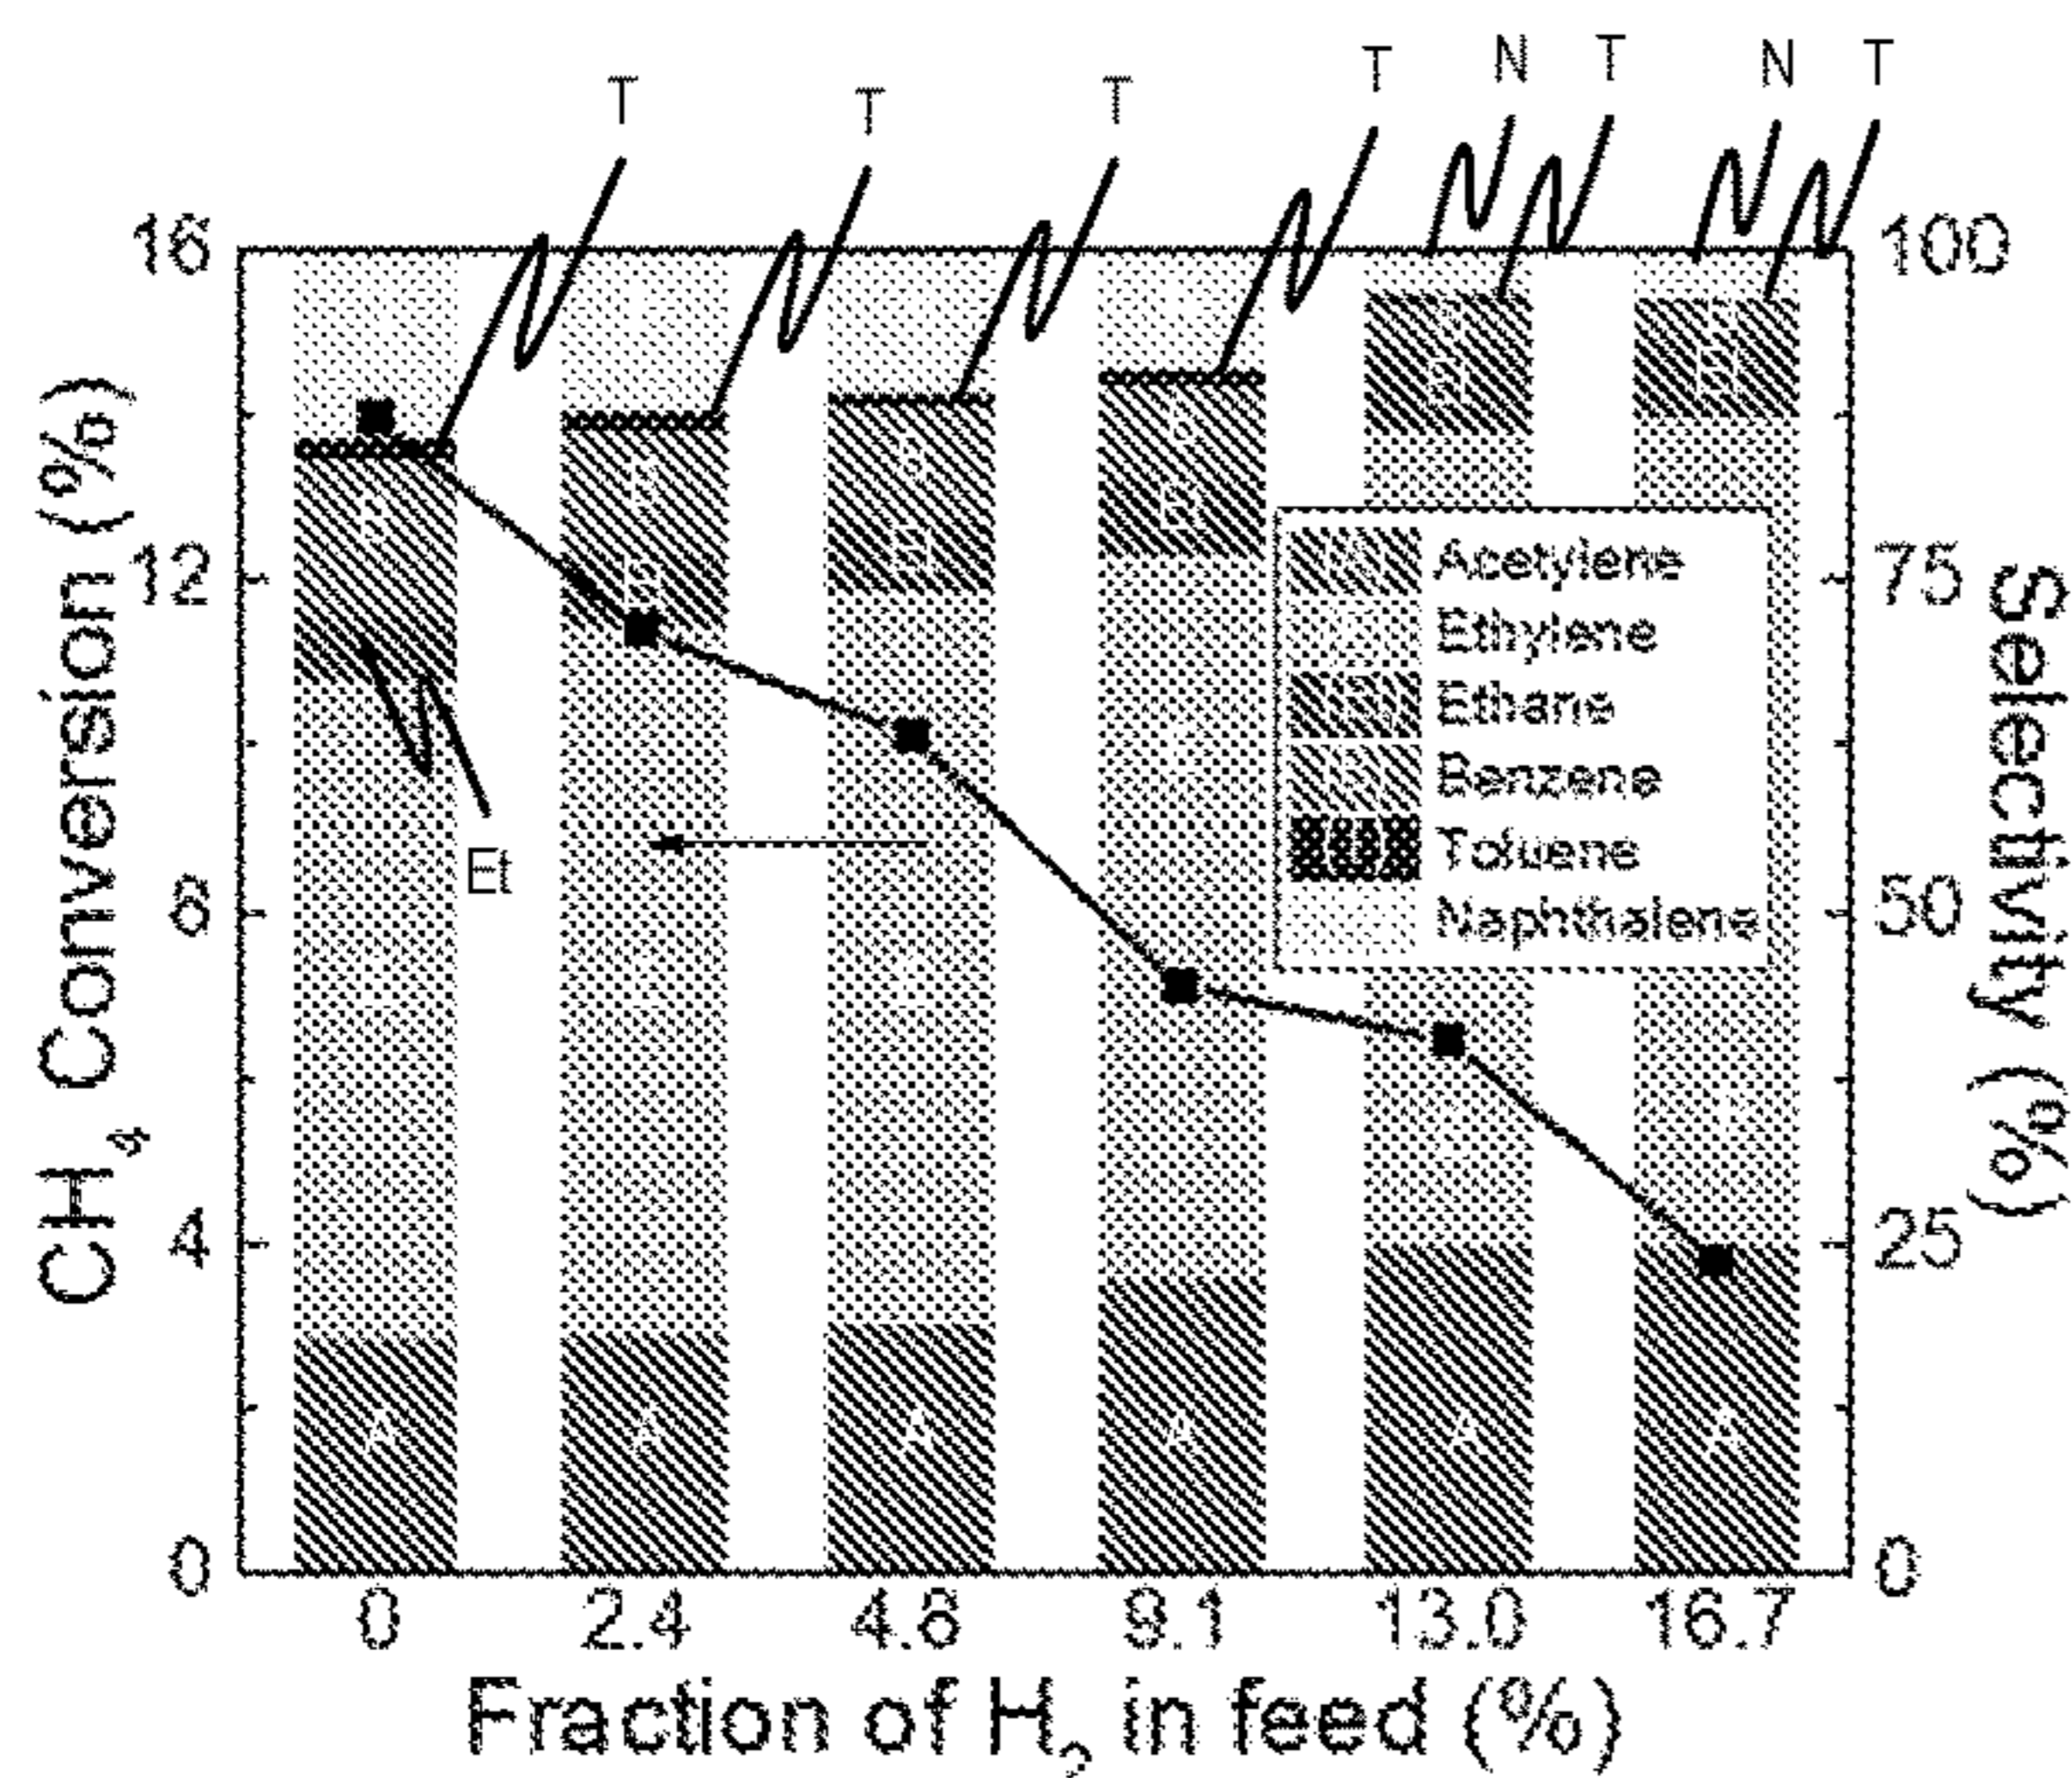 T T T T N T N T
16
12
8
4
0
CH₄ Conversion (%)
100
75
50
25
0
Selectivity (%)
Et
A Acetylene
Ethylene
Ethane
B Benzene
Toluene
Naphthalene
B
B
B
Et
B
A A A A A A
0 2.4 4.8 9.1 13.0 16.7
Fraction of H₂ in feed (%)